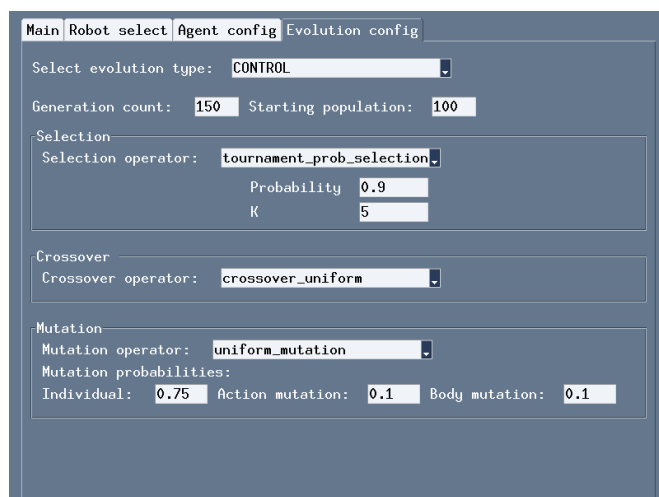 Main Robot select Agent config Evolution config
Select evolution type: CONTROL
Generation count: 150 Starting population: 100
Selection
Selection operator: tournament_prob_selection
Probability 0.9
K 5
Crossover
Crossover operator: crossover_uniform
Mutation
Mutation operator: uniform_mutation
Mutation probabilities:
Individual: 0.75 Action mutation: 0.1 Body mutation: 0.1